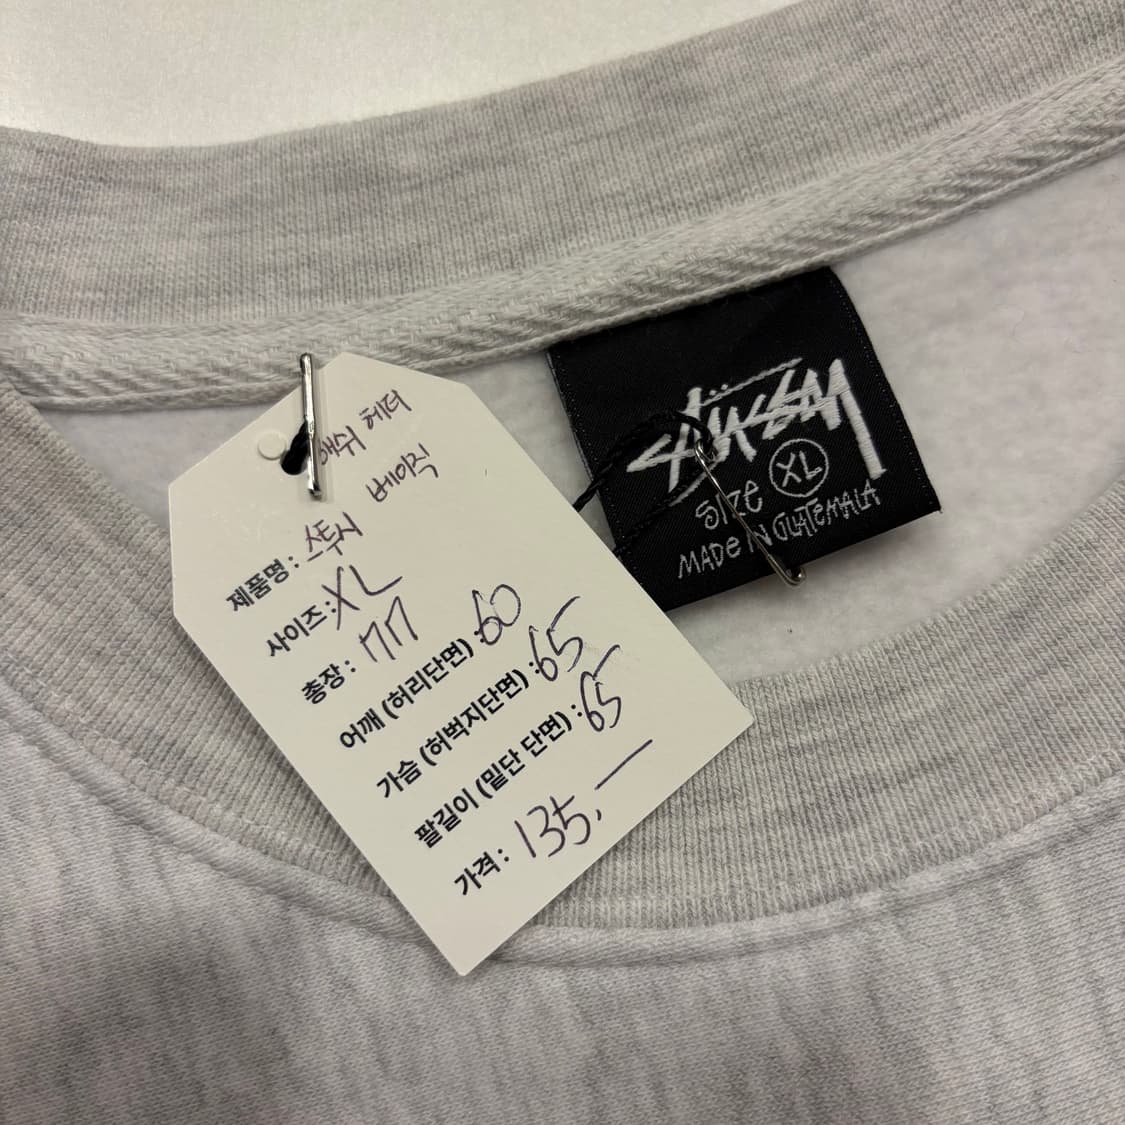 애쉬 헤더
베이직
제품명 : 스투시
사이즈 : XL
총장 : 77
어깨 (허리단면) : 60
가슴 (허벅지단면) : 65
팔길이 (밑단 단면) : 65
가격 : 135,—
STÜSSY
SIZE XL
MADE IN GUATEMALA